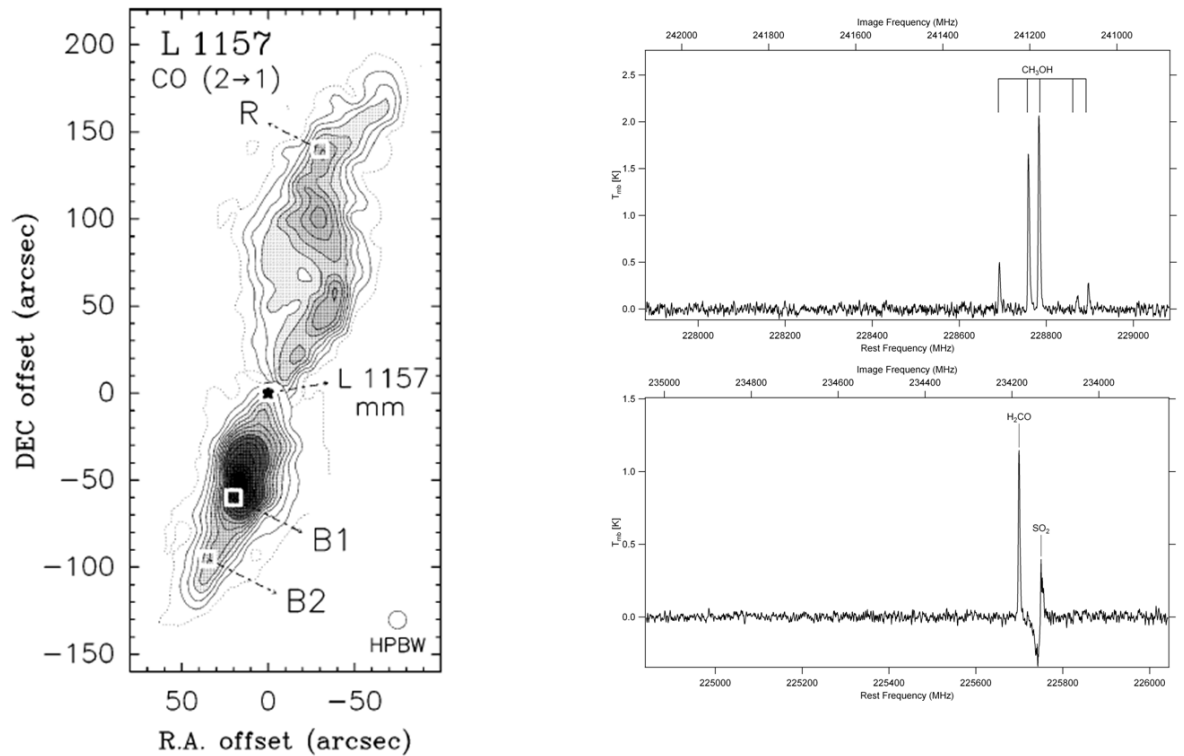 L 1157
CO (2→1)
R
L 1157
mm
B1
B2
HPBW
200
150
100
50
0
−50
−100
−150
DEC offset (arcsec)
50 0 −50
R.A. offset (arcsec)
Image Frequency (MHz)
242000 241800 241600 241400 241200 241000
CH₃OH
2.5
2.0
1.5
1.0
0.5
0.0
Tmb [K]
228000 228200 228400 228600 228800 229000
Rest Frequency (MHz)
Image Frequency (MHz)
235000 234800 234600 234400 234200 234000
H₂CO
SO₂
1.5
1.0
0.5
0.0
Tmb [K]
225000 225200 225400 225600 225800 226000
Rest Frequency (MHz)